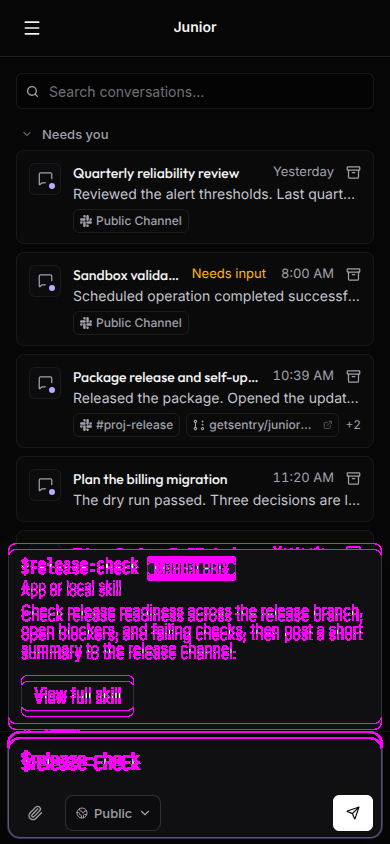 Junior
Search conversations...
Needs you
Quarterly reliability review Yesterday
Reviewed the alert thresholds. Last quart...
Public Channel
Sandbox valida... Needs input 8:00 AM
Scheduled operation completed successf...
Public Channel
Package release and self-up... 10:39 AM
Released the package. Opened the updat...
#proj-release getsentry/junior... +2
Plan the billing migration 11:20 AM
The dry run passed. Three decisions are l...
$release-check
App or local skill
Check release readiness across the release branch,
open blockers, and failing checks, then post a short
summary to the release channel.
View full skill
$release-check
Public